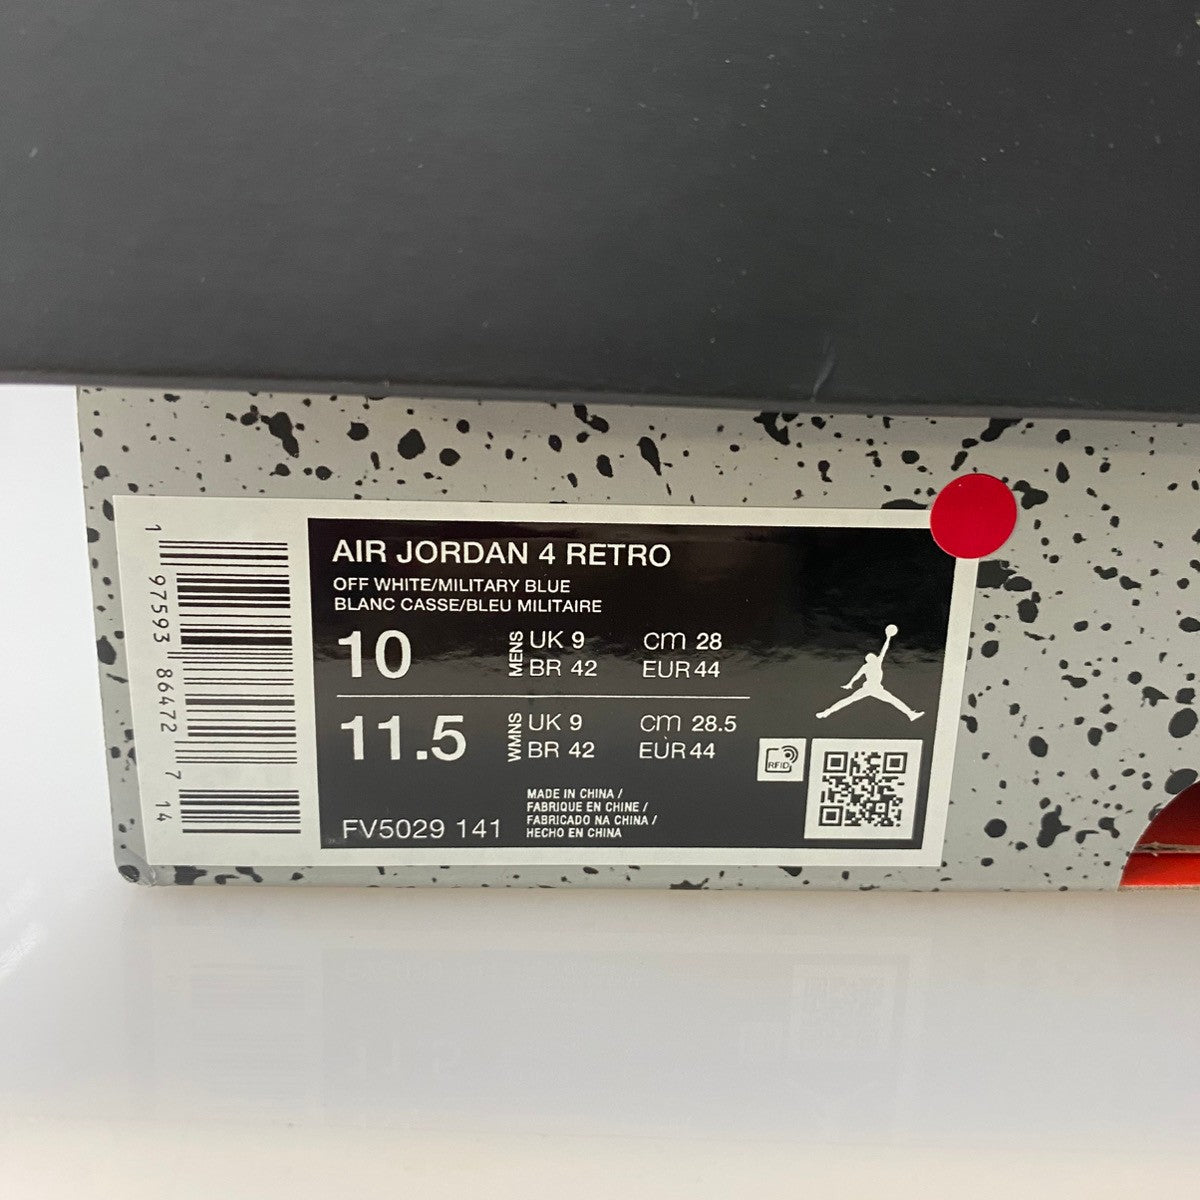 AIR JORDAN 4 RETRO
OFF WHITE/MILITARY BLUE
BLANC CASSE/BLEU MILITAIRE
10 MENS UK 9 cm 28
BR 42 EUR 44
11.5 WMNS UK 9 cm 28.5
BR 42 EUR 44
MADE IN CHINA /
FABRIQUE EN CHINE /
FABRICADO NA CHINA /
HECHO EN CHINA
FV5029 141
RFID
1 97593 86472 7 14